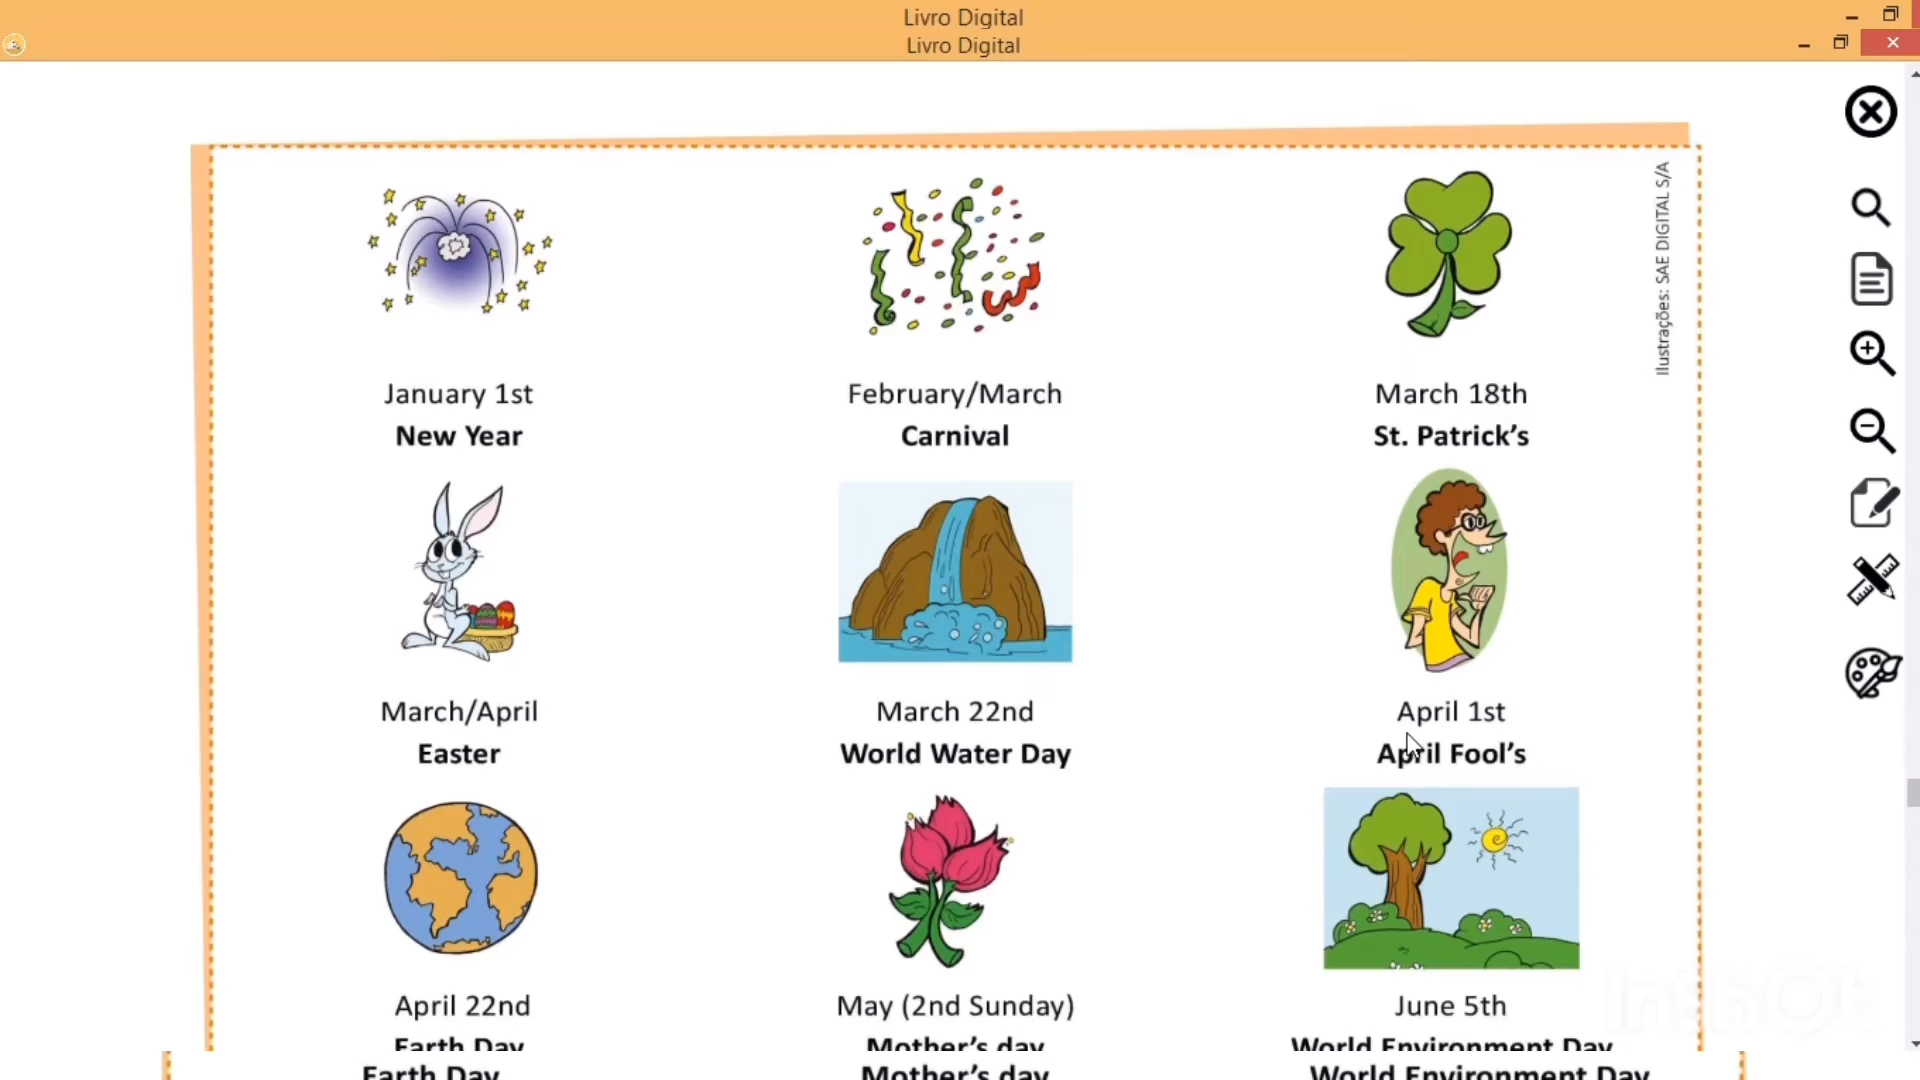 Livro Digital
Livro Digital
Ilustrações: SAE DIGITAL S/A
January 1st
New Year
February/March
Carnival
March 18th
St. Patrick’s
March/April
Easter
March 22nd
World Water Day
April 1st
April Fool’s
April 22nd
Earth Day
May (2nd Sunday)
Mother’s day
June 5th
World Environment Day
Earth Day
Mother’s day
World Environment Day
InShOt